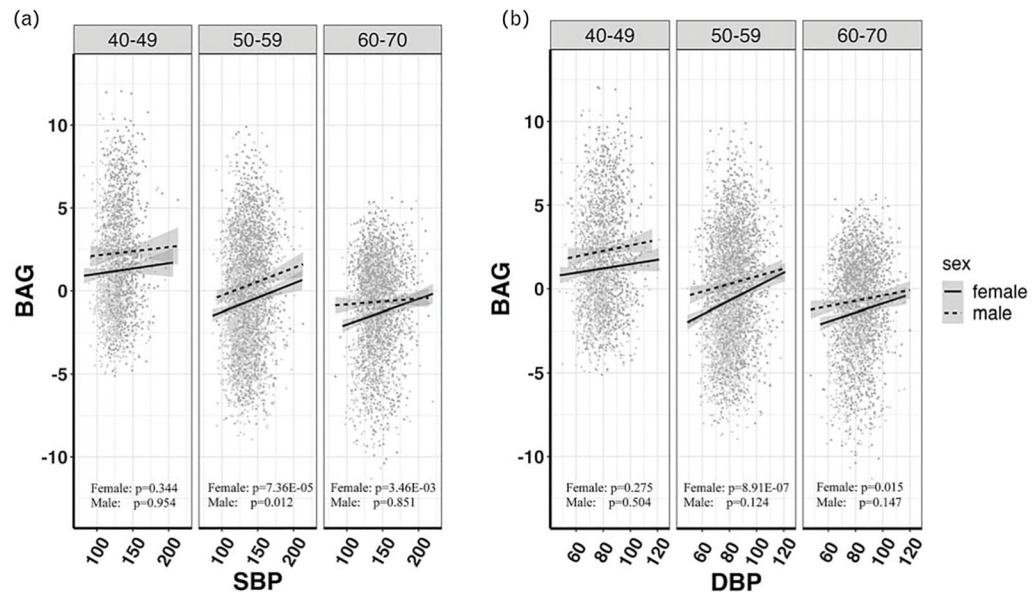 (a)
40-49 50-59 60-70
10
5
0
-5
-10
BAG
Female: p=0.344
Male: p=0.954
Female: p=7.36E-05
Male: p=0.012
Female: p=3.46E-03
Male: p=0.851
100 150 200 100 150 200 100 150 200
SBP
(b)
40-49 50-59 60-70
10
5
0
-5
-10
BAG
Female: p=0.275
Male: p=0.504
Female: p=8.91E-07
Male: p=0.124
Female: p=0.015
Male: p=0.147
60 80 100 120 60 80 100 120 60 80 100 120
DBP
sex
female
male